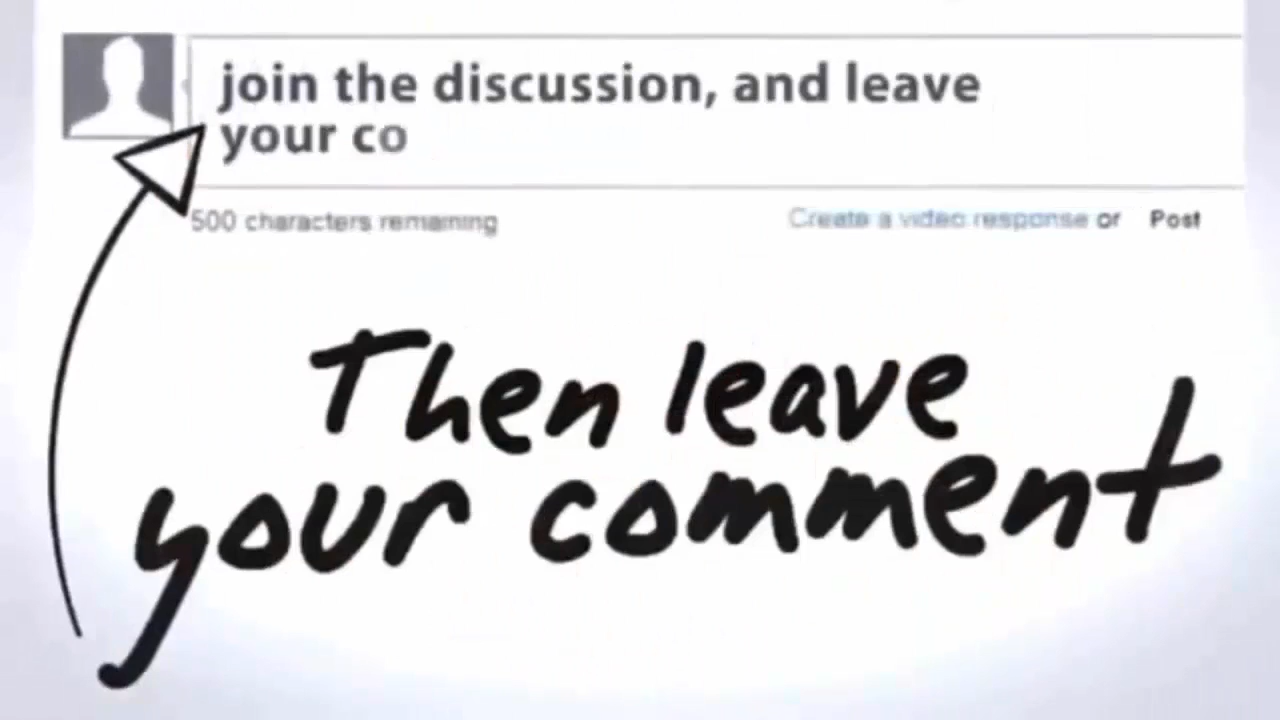 join the discussion, and leave
your co
500 characters remaining
Create a video response or Post
Then leave
your comment